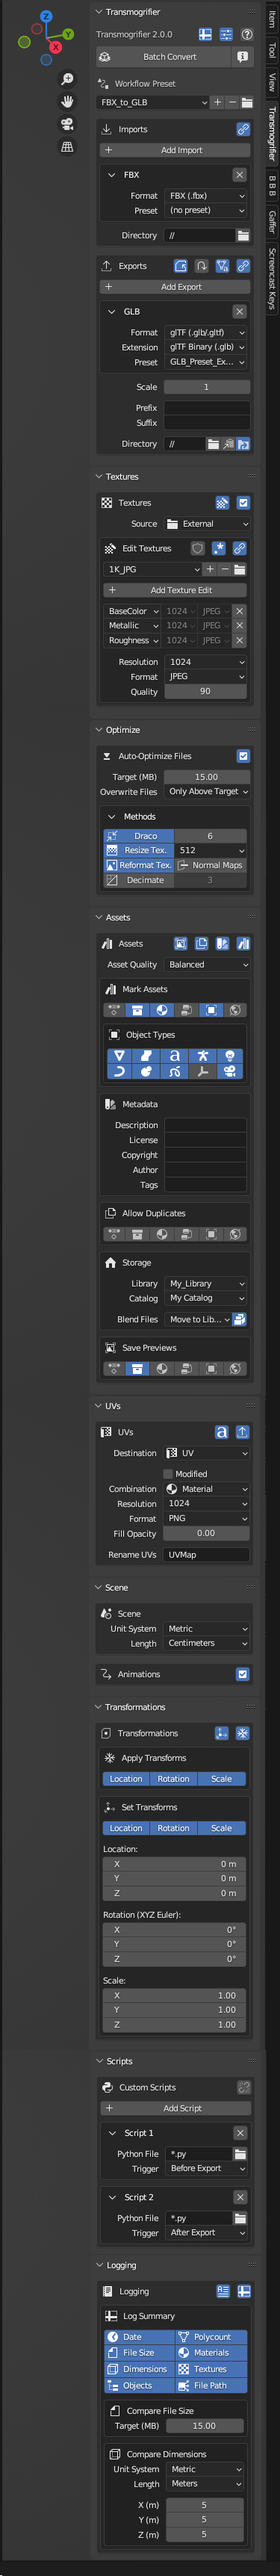 Z
Y
X
Item
Tool
View
Transmogrifier
B B B
Gaffer
Screencast Keys
Transmogrifier
Transmogrifier 2.0.0
Batch Convert
Workflow Preset
FBX_to_GLB
Imports
+ Add Import
FBX
Format FBX (.fbx)
Preset (no preset)
Directory //
Exports
+ Add Export
GLB
Format glTF (.glb/.gltf)
Extension glTF Binary (.glb)
Preset GLB_Preset_Ex...
Scale 1
Prefix
Suffix
Directory //
Textures
Textures
Source External
Edit Textures
1K_JPG
+ Add Texture Edit
BaseColor 1024 JPEG
Metallic 1024 JPEG
Roughness 1024 JPEG
Resolution 1024
Format JPEG
Quality 90
Optimize
Auto-Optimize Files
Target (MB) 15.00
Overwrite Files Only Above Target
Methods
Draco 6
Resize Tex. 512
Reformat Tex. Normal Maps
Decimate 3
Assets
Assets
Asset Quality Balanced
Mark Assets
Object Types
Metadata
Description
License
Copyright
Author
Tags
Allow Duplicates
Storage
Library My_Library
Catalog My Catalog
Blend Files Move to Lib...
Save Previews
UVs
UVs
Destination UV
Modified
Combination Material
Resolution 1024
Format PNG
Fill Opacity 0.00
Rename UVs UVMap
Scene
Scene
Unit System Metric
Length Centimeters
Animations
Transformations
Transformations
Apply Transforms
Location Rotation Scale
Set Transforms
Location Rotation Scale
Location:
X 0 m
Y 0 m
Z 0 m
Rotation (XYZ Euler):
X 0°
Y 0°
Z 0°
Scale:
X 1.00
Y 1.00
Z 1.00
Scripts
Custom Scripts
+ Add Script
Script 1
Python File *.py
Trigger Before Export
Script 2
Python File *.py
Trigger After Export
Logging
Logging
Log Summary
Date Polycount
File Size Materials
Dimensions Textures
Objects File Path
Compare File Size
Target (MB) 15.00
Compare Dimensions
Unit System Metric
Length Meters
X (m) 5
Y (m) 5
Z (m) 5